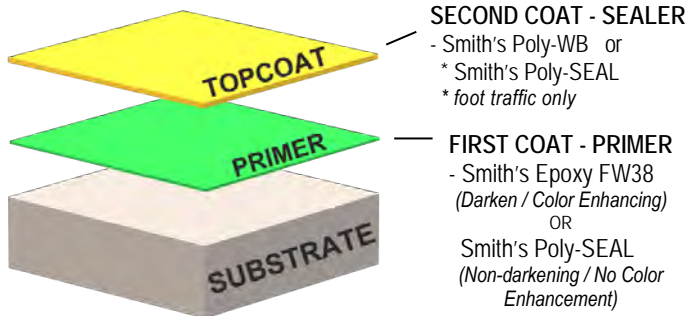 SECOND COAT - SEALER
- Smith's Poly-WB or
* Smith's Poly-SEAL
* foot traffic only
TOPCOAT
FIRST COAT - PRIMER
- Smith's Epoxy FW38
(Darken / Color Enhancing)
OR
Smith's Poly-SEAL
(Non-darkening / No Color
Enhancement)
PRIMER
SUBSTRATE